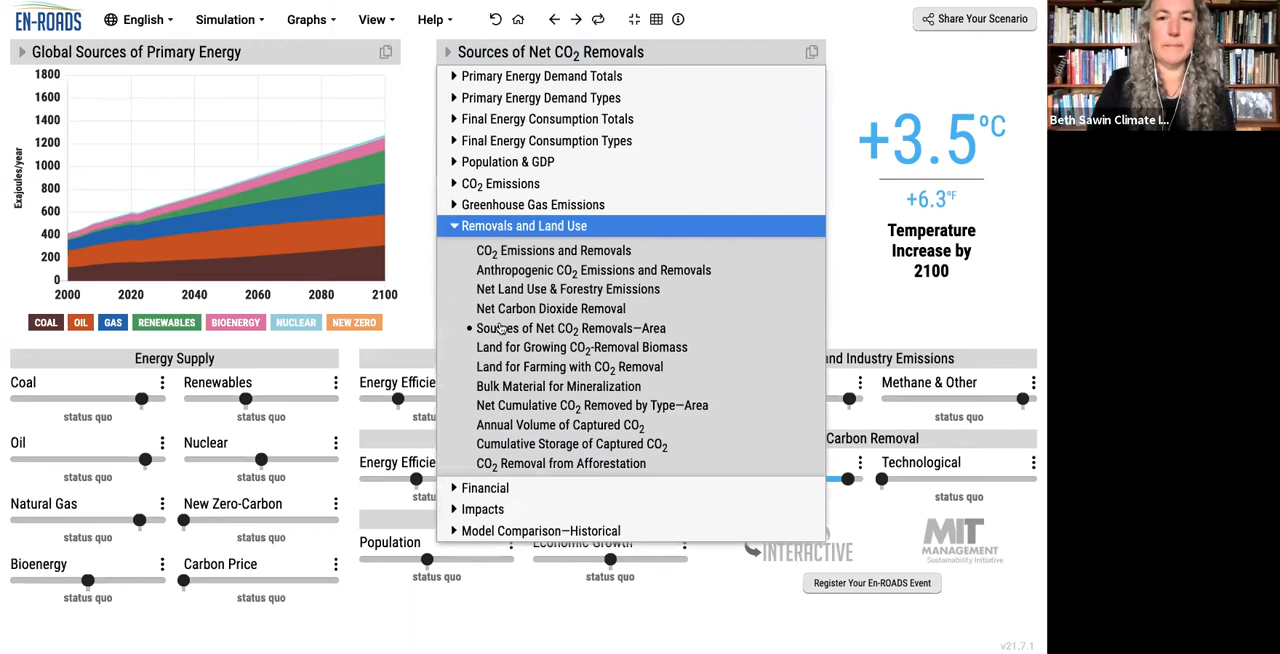 EN-ROADS
English
Simulation
Graphs
View
Help
Share Your Scenario
Beth Sawin Climate I...
Global Sources of Primary Energy
Exajoules/year
1800
1600
1400
1200
1000
800
600
400
200
0
2000 2020 2040 2060 2080 2100
COAL OIL GAS RENEWABLES BIOENERGY NUCLEAR NEW ZERO
Sources of Net CO2 Removals
Primary Energy Demand Totals
Primary Energy Demand Types
Final Energy Consumption Totals
Final Energy Consumption Types
Population & GDP
CO2 Emissions
Greenhouse Gas Emissions
Removals and Land Use
CO2 Emissions and Removals
Anthropogenic CO2 Emissions and Removals
Net Land Use & Forestry Emissions
Net Carbon Dioxide Removal
Sources of Net CO2 Removals—Area
Land for Growing CO2-Removal Biomass
Land for Farming with CO2 Removal
Bulk Material for Mineralization
Net Cumulative CO2 Removed by Type—Area
Annual Volume of Captured CO2
Cumulative Storage of Captured CO2
CO2 Removal from Afforestation
Financial
Impacts
Model Comparison—Historical
+3.5°C
+6.3°F
Temperature
Increase by
2100
Energy Supply
Coal
status quo
Renewables
status quo
Oil
status quo
Nuclear
status quo
Natural Gas
status quo
New Zero-Carbon
status quo
Bioenergy
status quo
Carbon Price
status quo
Energy Efficie
statu
Energy Efficie
statu
Population
status quo
Economic Growth
status quo
and Industry Emissions
Methane & Other
status quo
Carbon Removal
Technological
status quo
INTERACTIVE
MIT
MANAGEMENT
Sustainability Initiative
Register Your En-ROADS Event
v21.7.1